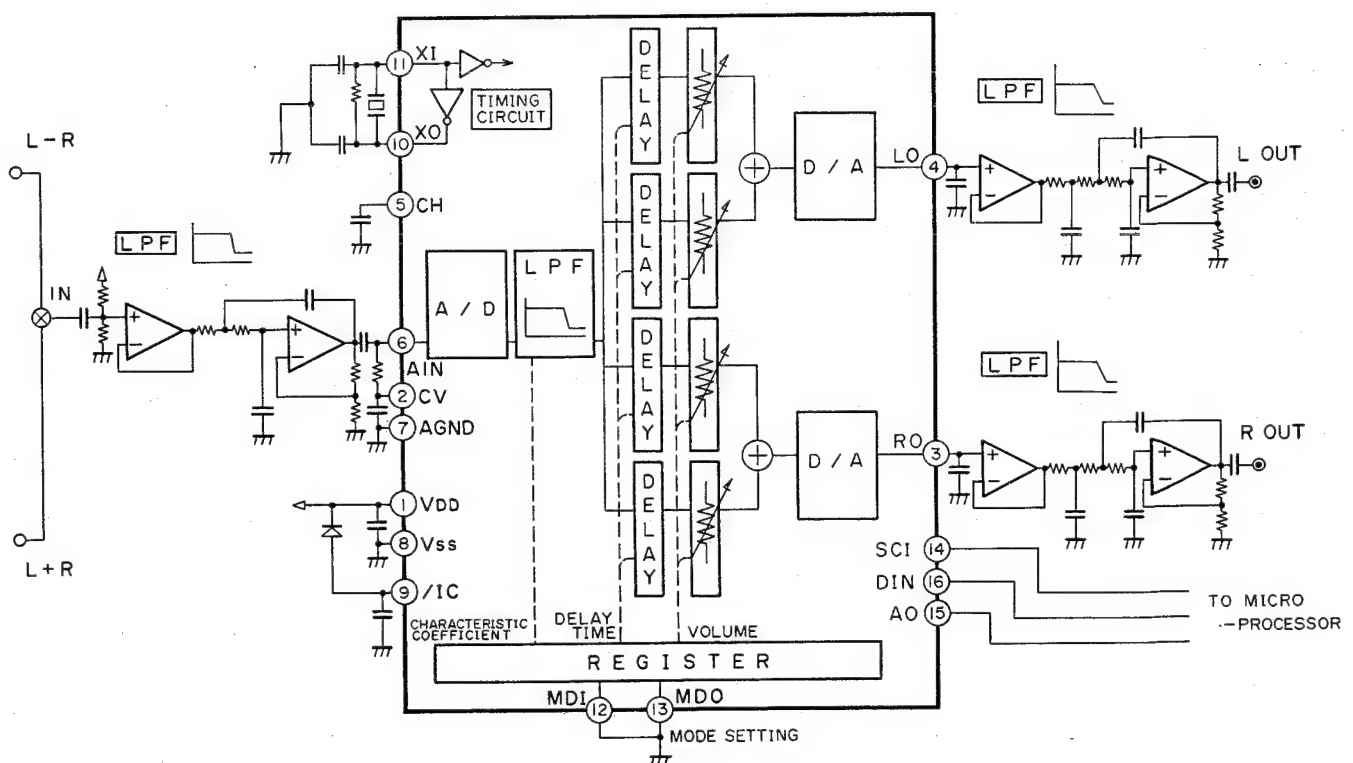 11 XI
TIMING
CIRCUIT
10 XO
5 CH
L-R
LPF
IN
6
AIN
2 CV
7 AGND
1 VDD
8 Vss
9 /IC
L+R
A/D
LPF
DELAY
DELAY
DELAY
DELAY
D/A
D/A
LO 4
LPF
L OUT
RO 3
LPF
R OUT
SCI 14
DIN 16
AO 15
TO MICRO
-PROCESSOR
CHARACTERISTIC
COEFFICIENT
DELAY
TIME
VOLUME
REGISTER
MDI MDO
12 13
MODE SETTING